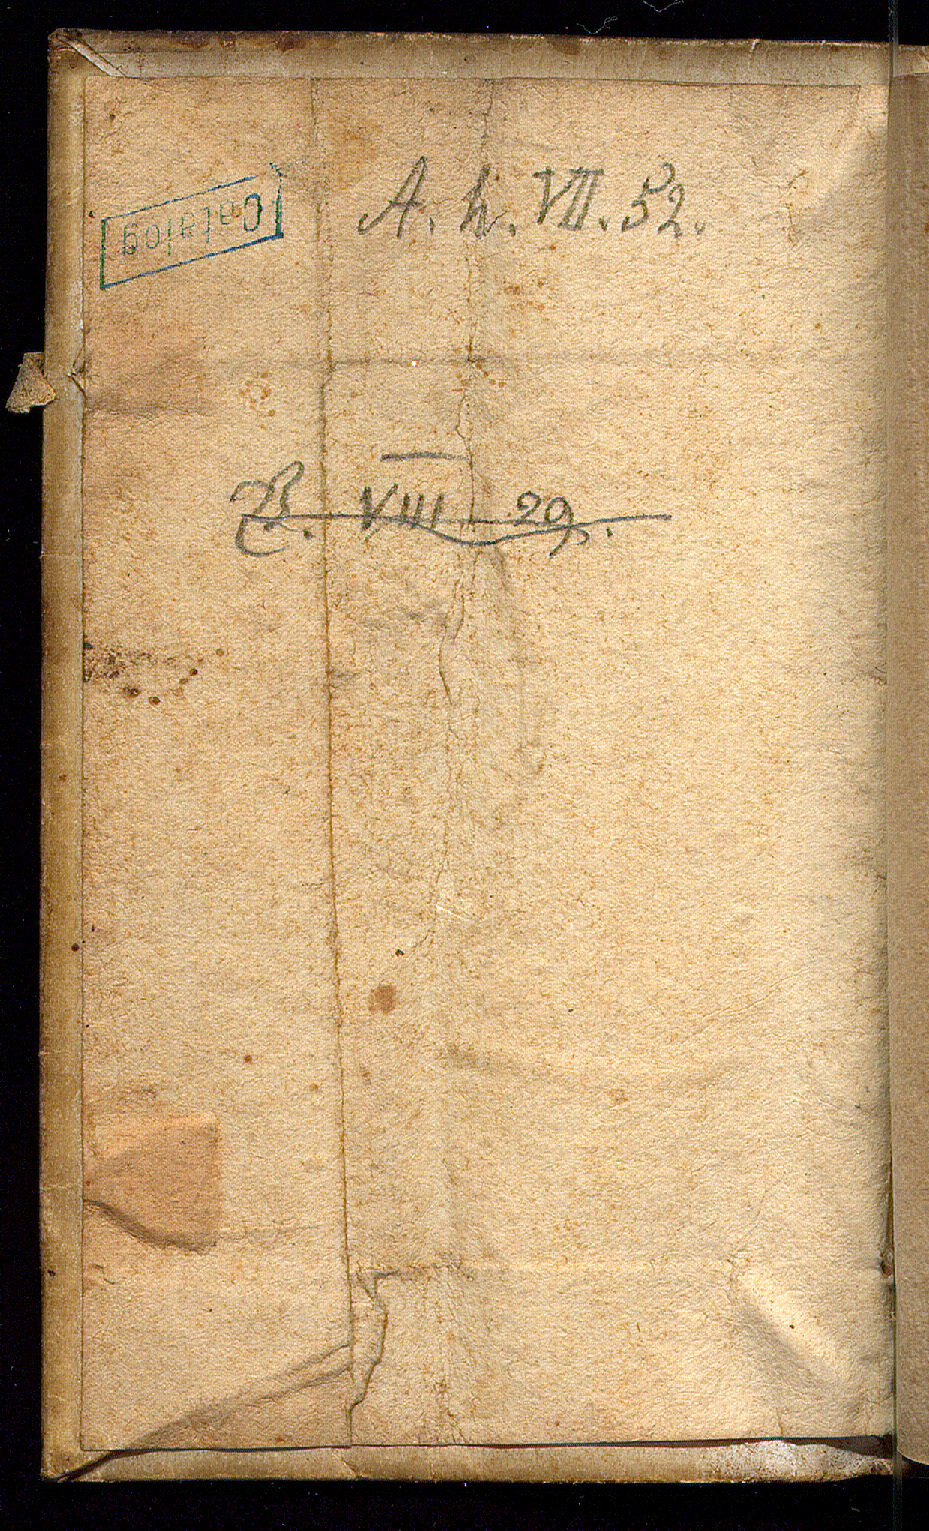 Catalog
A. h. VII. 52.
B. VIII 29.